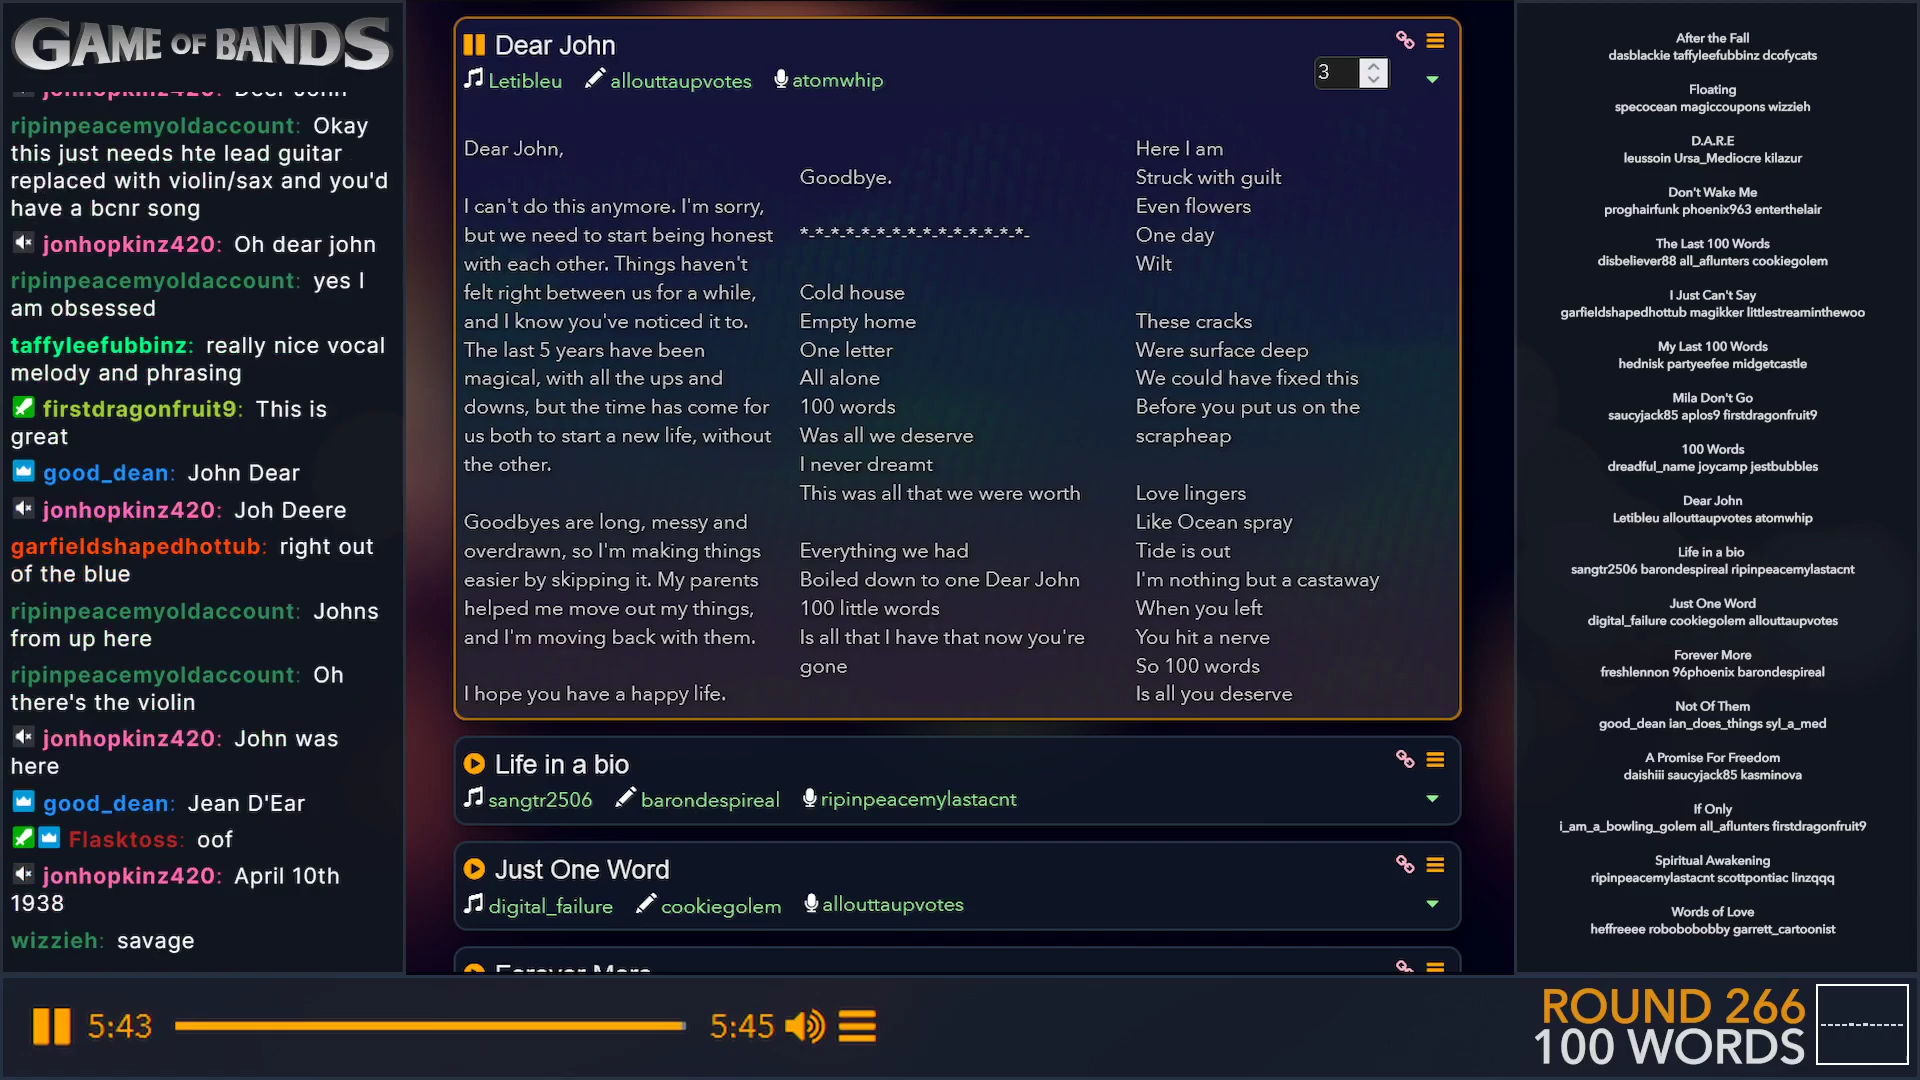 GAME OF BANDS
jonhopkinz420: Deer John
ripinpeacemyoldaccount: Okay
this just needs hte lead guitar
replaced with violin/sax and you'd
have a bcnr song
jonhopkinz420: Oh dear john
ripinpeacemyoldaccount: yes I
am obsessed
taffyleefubbinz: really nice vocal
melody and phrasing
firstdragonfruit9: This is
great
good_dean: John Dear
jonhopkinz420: Joh Deere
garfieldshapedhottub: right out
of the blue
ripinpeacemyoldaccount: Johns
from up here
ripinpeacemyoldaccount: Oh
there's the violin
jonhopkinz420: John was
here
good_dean: Jean D'Ear
Flasktoss: oof
jonhopkinz420: April 10th
1938
wizzieh: savage
Dear John
Letibleu allouttaupvotes atomwhip
3
Dear John,
I can't do this anymore. I'm sorry,
but we need to start being honest
with each other. Things haven't
felt right between us for a while,
and I know you've noticed it to.
The last 5 years have been
magical, with all the ups and
downs, but the time has come for
us both to start a new life, without
the other.
Goodbyes are long, messy and
overdrawn, so I'm making things
easier by skipping it. My parents
helped me move out my things,
and I'm moving back with them.
I hope you have a happy life.
Goodbye.
*-*-*-*-*-*-*-*-*-*-*-*-*-*-*-
Cold house
Empty home
One letter
All alone
100 words
Was all we deserve
I never dreamt
This was all that we were worth
Everything we had
Boiled down to one Dear John
100 little words
Is all that I have that now you're
gone
Here I am
Struck with guilt
Even flowers
One day
Wilt
These cracks
Were surface deep
We could have fixed this
Before you put us on the
scrapheap
Love lingers
Like Ocean spray
Tide is out
I'm nothing but a castaway
When you left
You hit a nerve
So 100 words
Is all you deserve
Life in a bio
sangtr2506 barondespireal ripinpeacemylastacnt
Just One Word
digital_failure cookiegolem allouttaupvotes
Forever More
After the Fall
dasblackie taffyleefubbinz dcofycats
Floating
specocean magiccoupons wizzieh
D.A.R.E
leussoin Ursa_Mediocre kilazur
Don't Wake Me
proghairfunk phoenix963 enterthelair
The Last 100 Words
disbeliever88 all_aflunters cookiegolem
I Just Can't Say
garfieldshapedhottub magikker littlestreaminthewoo
My Last 100 Words
hednisk partyeefee midgetcastle
Mila Don't Go
saucyjack85 aplos9 firstdragonfruit9
100 Words
dreadful_name joycamp jestbubbles
Dear John
Letibleu allouttaupvotes atomwhip
Life in a bio
sangtr2506 barondespireal ripinpeacemylastacnt
Just One Word
digital_failure cookiegolem allouttaupvotes
Forever More
freshlennon 96phoenix barondespireal
Not Of Them
good_dean ian_does_things syl_a_med
A Promise For Freedom
daishiii saucyjack85 kasminova
If Only
i_am_a_bowling_golem all_aflunters firstdragonfruit9
Spiritual Awakening
ripinpeacemylastacnt scottpontiac linzqqq
Words of Love
heffreeee robobobobby garrett_cartoonist
5:43
5:45
ROUND 266
100 WORDS